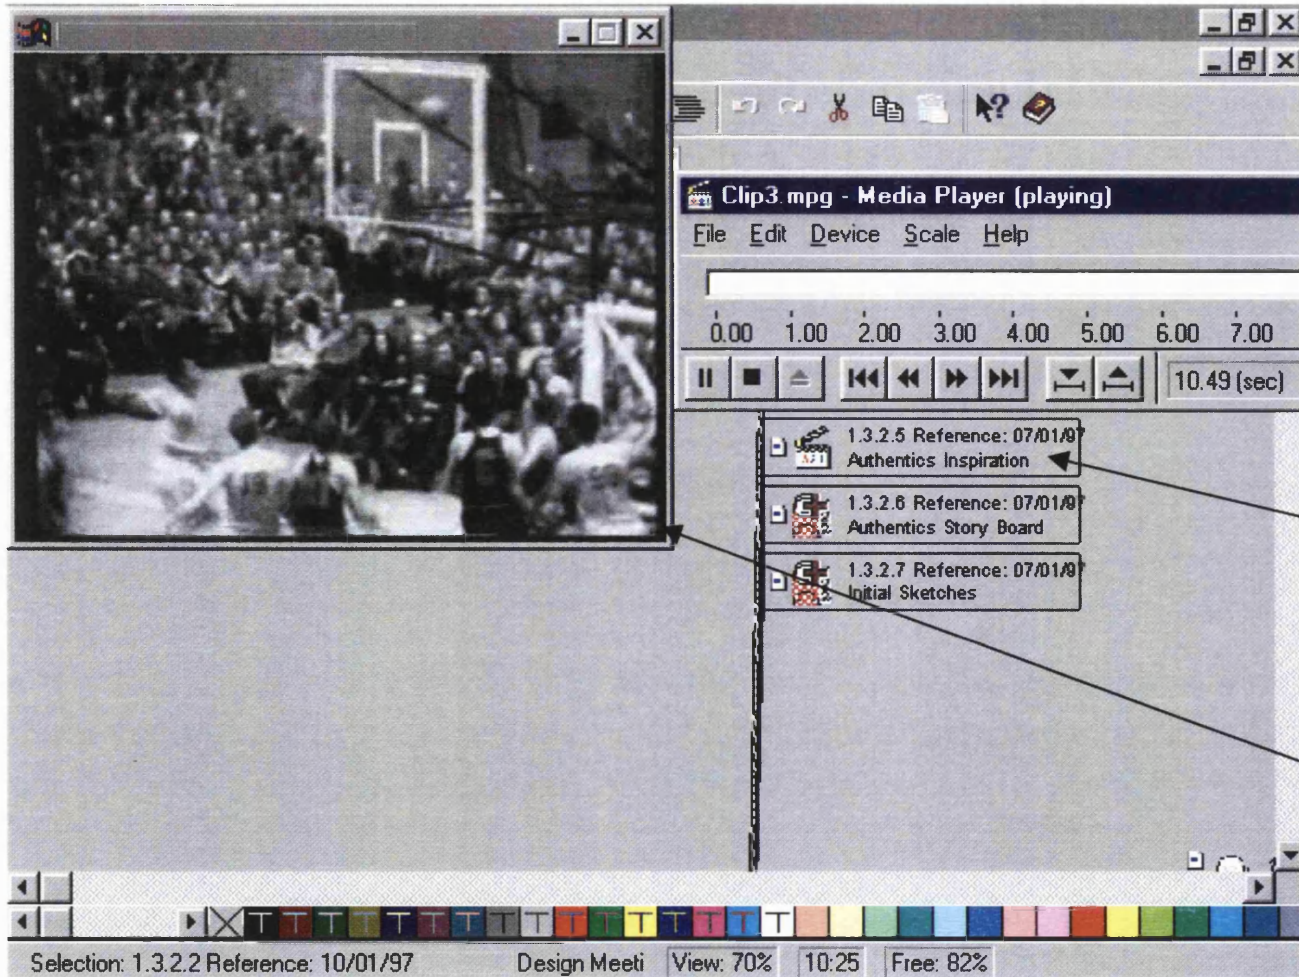 Clip3.mpg - Media Player (playing)
File Edit Device Scale Help
0.00 1.00 2.00 3.00 4.00 5.00 6.00 7.00
10.49 (sec)
1.3.2.5 Reference: 07/01/97
Authentics Inspiration
1.3.2.6 Reference: 07/01/97
Authentics Story Board
1.3.2.7 Reference: 07/01/97
Initial Sketches
T T T T T T T T T T T T T T T T
Selection: 1.3.2.2 Reference: 10/01/97 Design Meeti View: 70% 10:25 Free: 82%